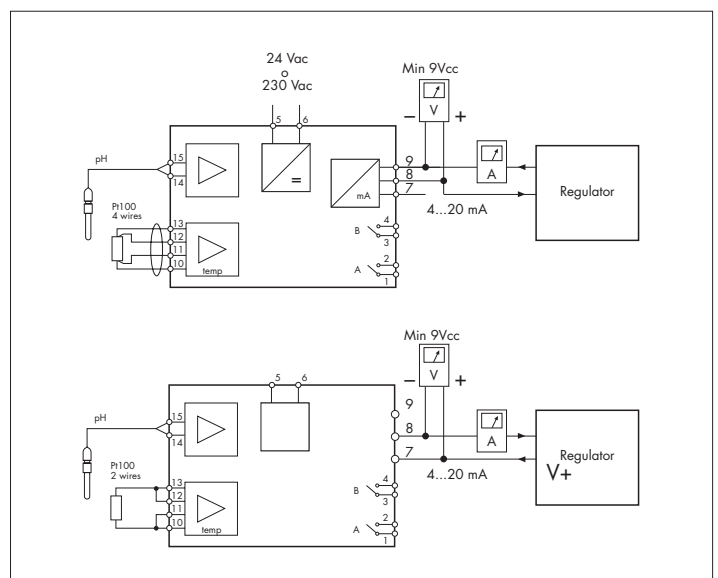 24 Vac
o
230 Vac
Min 9Vcc
V
− +
5 6
pH
15
14
=
mA
9
8
7
A
4...20 mA
Regulator
Pt100
4 wires
13
12
11
10
temp
B
4
3
A
2
1
Min 9Vcc
V
− +
5 6
pH
15
14
9
8
7
A
4...20 mA
Regulator
V+
Pt100
2 wires
13
12
11
10
temp
B
4
3
A
2
1